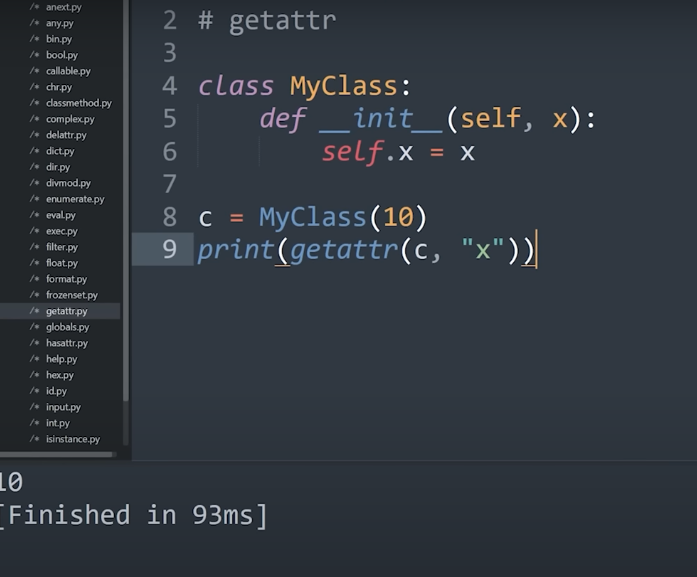 /* anext.py
/* any.py
/* bin.py
/* bool.py
/* callable.py
/* chr.py
/* classmethod.py
/* complex.py
/* delattr.py
/* dict.py
/* dir.py
/* divmod.py
/* enumerate.py
/* eval.py
/* exec.py
/* filter.py
/* float.py
/* format.py
/* frozenset.py
/* getattr.py
/* globals.py
/* hasattr.py
/* help.py
/* hex.py
/* id.py
/* input.py
/* int.py
/* isinstance.py
2 # getattr
3
4 class MyClass:
5     def __init__(self, x):
6         self.x = x
7
8 c = MyClass(10)
9 print(getattr(c, "x"))
10
[Finished in 93ms]